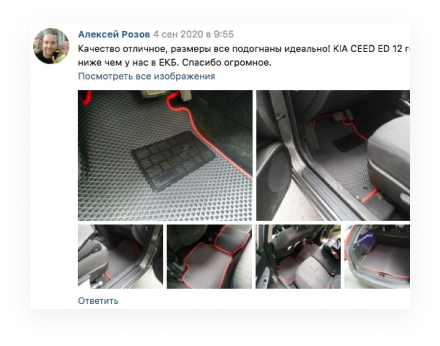 Алексей Розов 4 сен 2020 в 9:55
Качество отличное, размеры все подогнаны идеально! KIA CEED ED 12
ниже чем у нас в ЕКБ. Спасибо огромное.
Посмотреть все изображения
Ответить